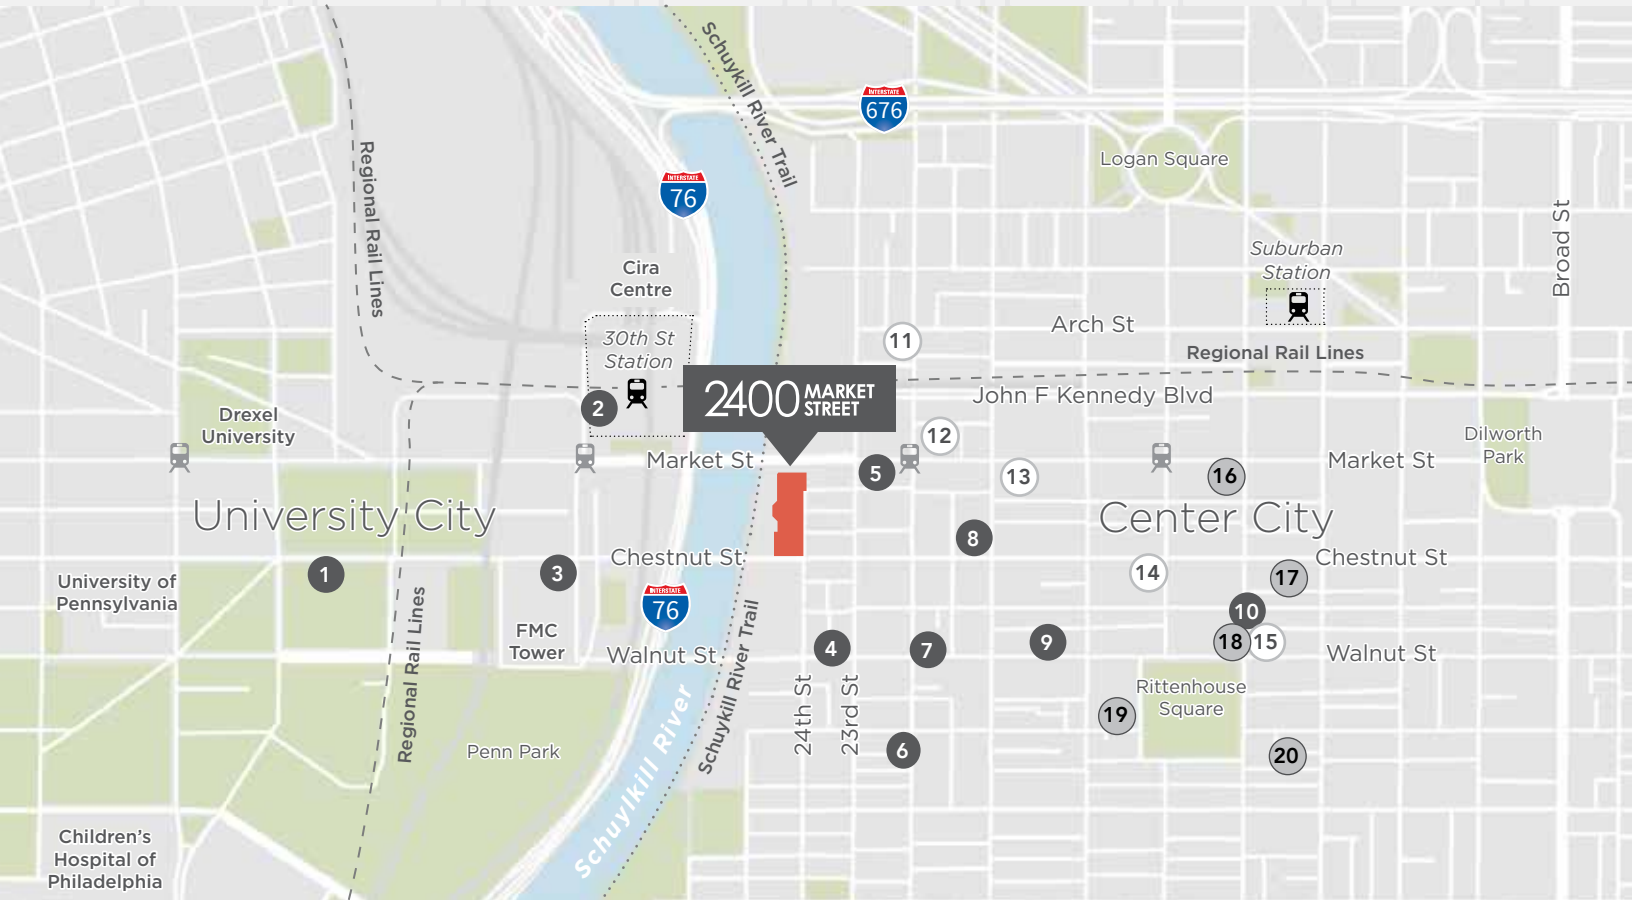 INTERSTATE
676
Schuykill River Trail
Logan Square
Regional Rail Lines
INTERSTATE
76
Broad St
Suburban
Station
Cira
Centre
30th St
Station
11
Arch St
Regional Rail Lines
2400 MARKET
STREET
John F Kennedy Blvd
2
Drexel
University
12
Dilworth
Park
Market St
5
13
16
Market St
University City
Center City
8
Chestnut St
Chestnut St
1
3
14
17
University of
Pennsylvania
INTERSTATE
76
10
FMC
Tower
Walnut St
4
7
9
18
15
Walnut St
Regional Rail Lines
Schuykill River Trail
24th St
23rd St
Rittenhouse
Square
19
Penn Park
6
20
Schuylkill River
Children's
Hospital of
Philadelphia